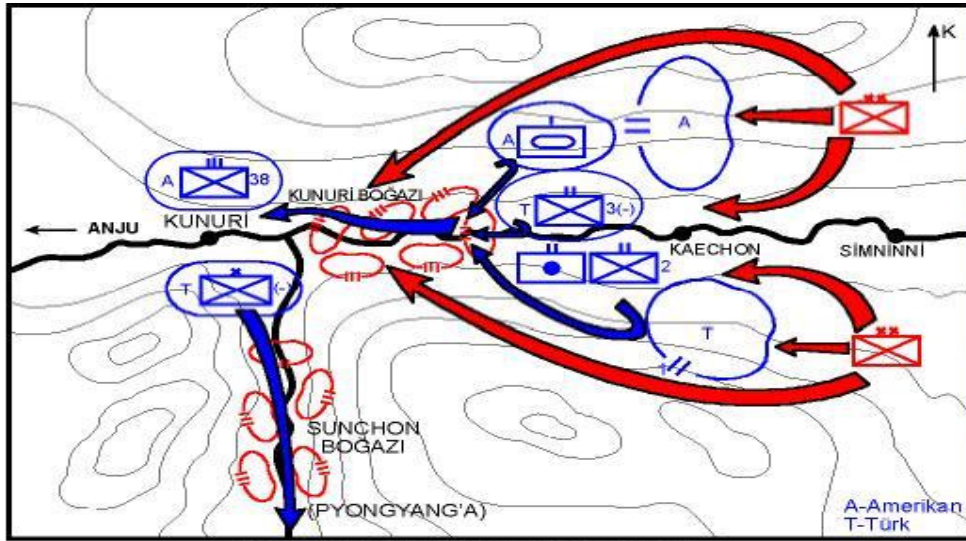 K
A
A
A 38
KUNURİ BOĞAZI
T 3(-)
KUNURİ
ANJU
KAECHON
SİMNİNNİ
2
T (-)
T
SUNCHON
BOĞAZI
(PYONGYANG'A)
A-Amerikan
T-Türk